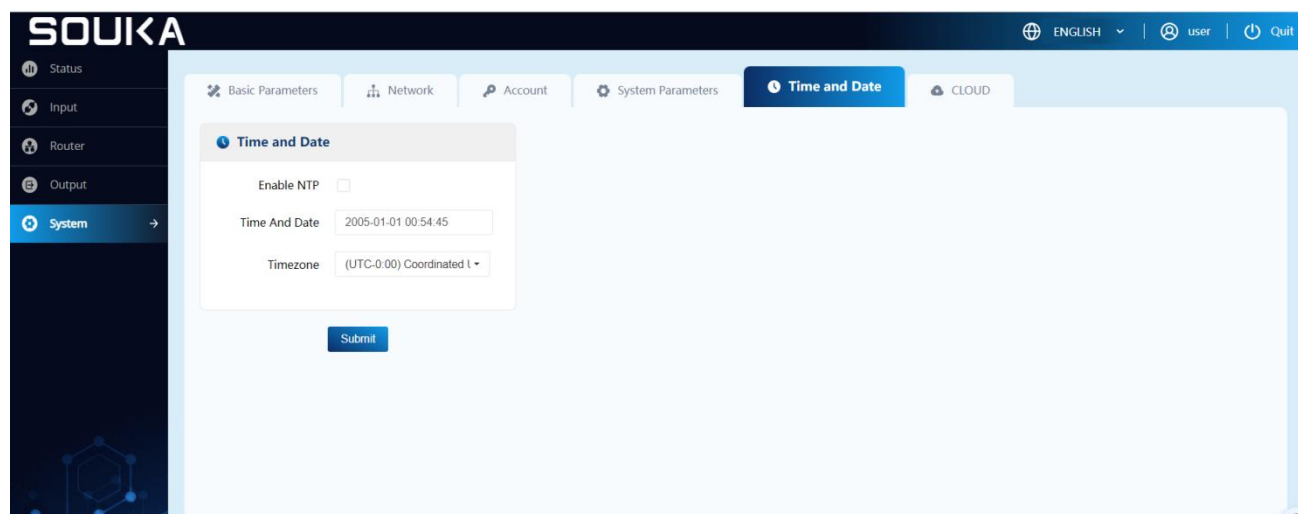 SOUKA
ENGLISH user Quit
Status
Input
Router
Output
System
Basic Parameters Network Account System Parameters Time and Date CLOUD
Time and Date
Enable NTP
Time And Date 2005-01-01 00:54:45
Timezone (UTC-0:00) Coordinated U
Submit